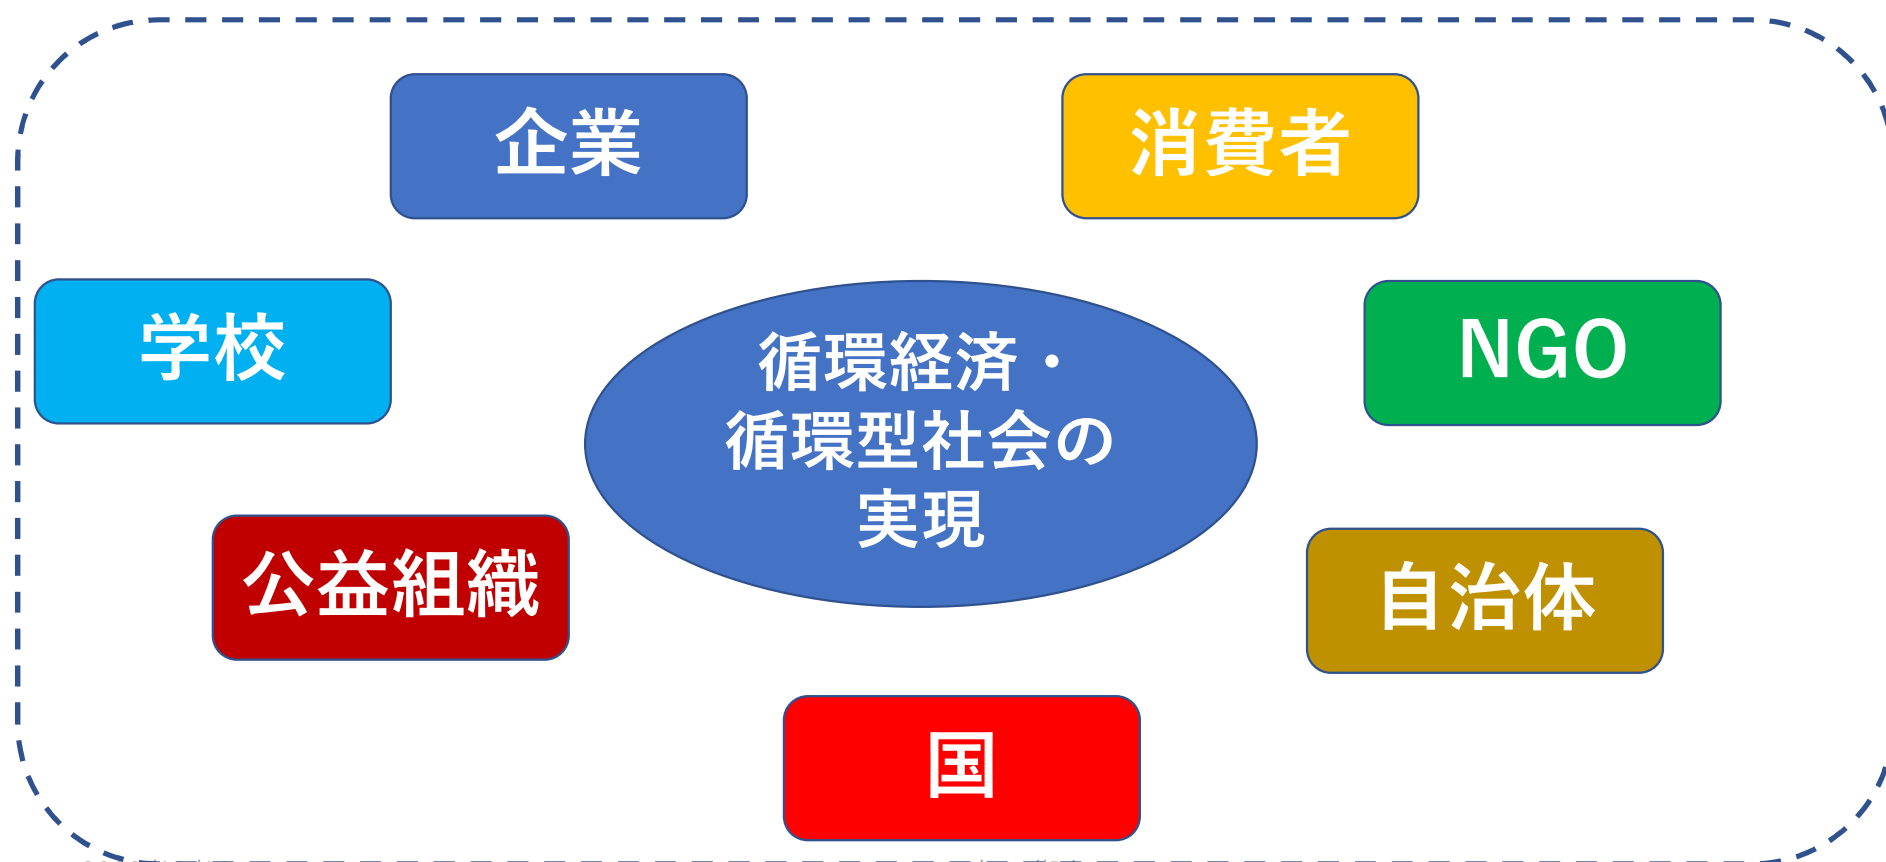 企業
消費者
学校
循環経済・
循環型社会の
実現
NGO
公益組織
自治体
国